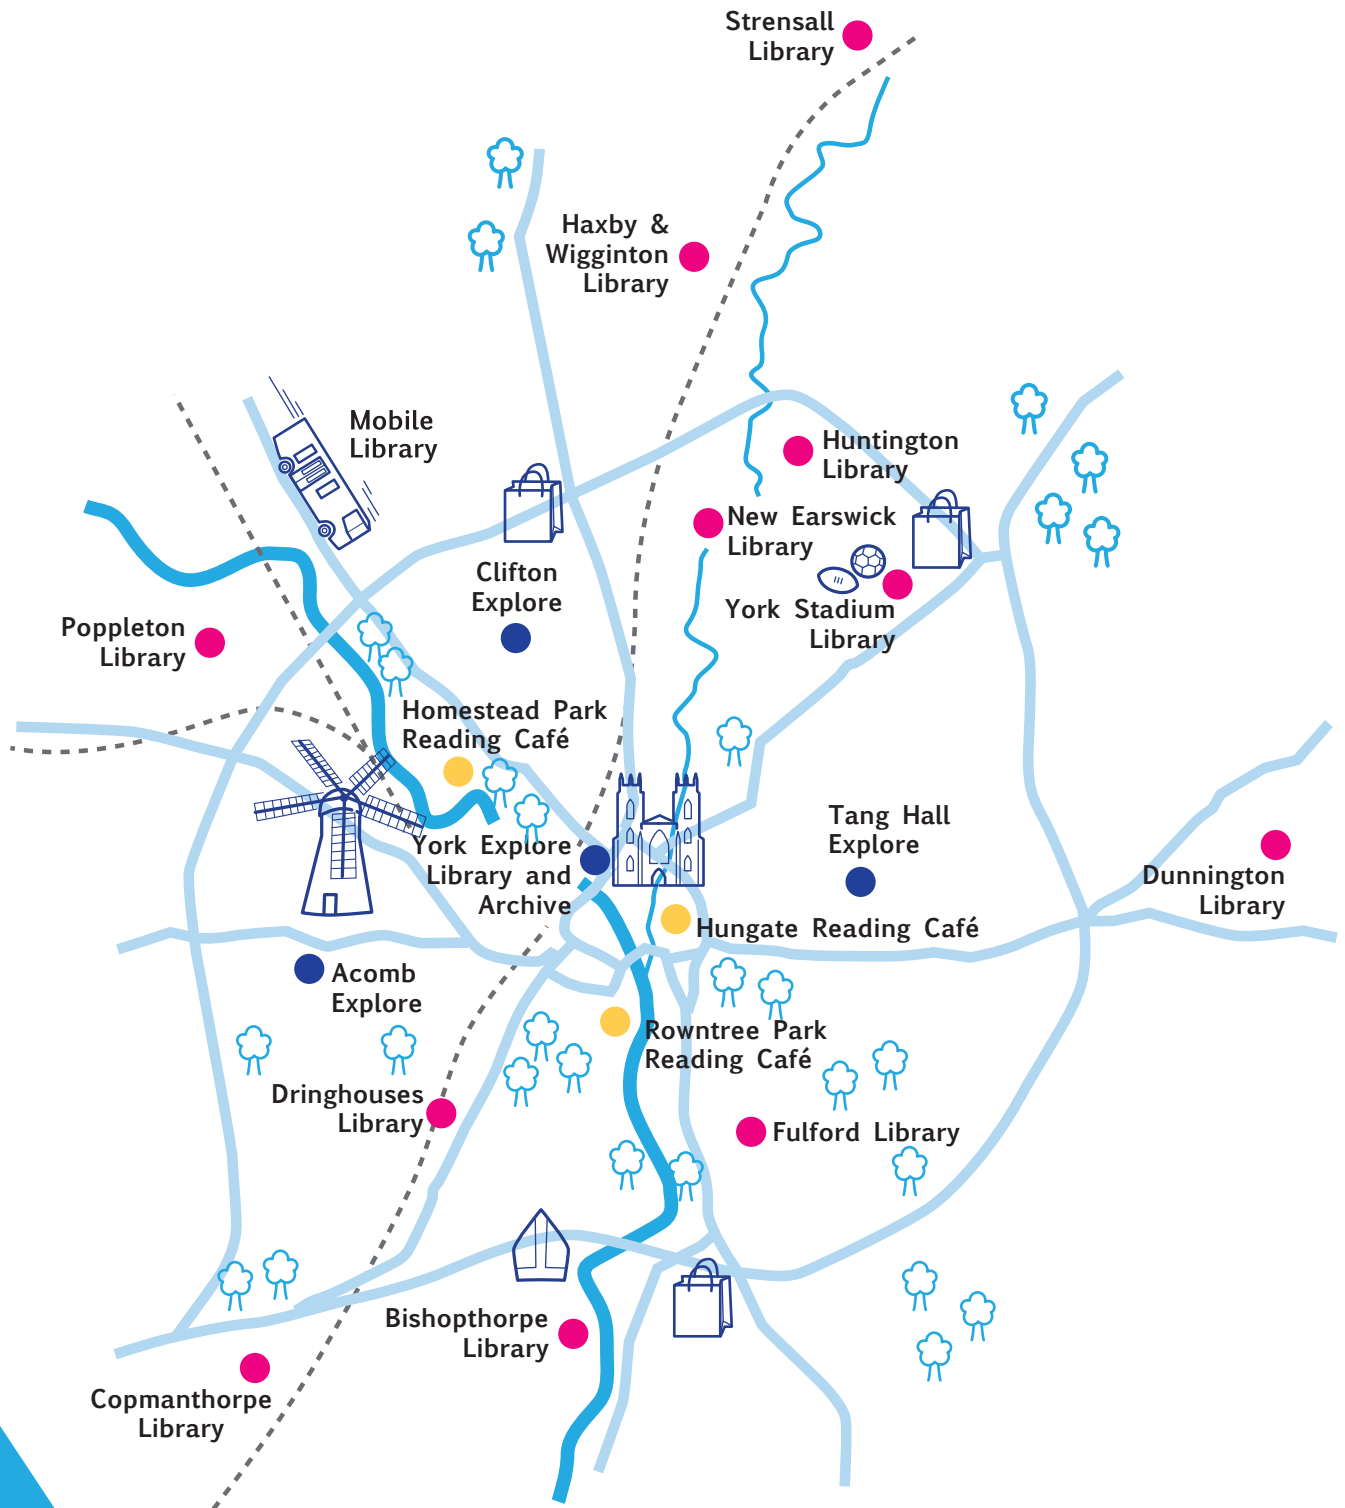 Strensall
Library
Haxby &
Wigginton
Library
Mobile
Library
Huntington
Library
New Earswick
Library
Clifton
Explore
York Stadium
Library
Poppleton
Library
Homestead Park
Reading Café
Tang Hall
Explore
York Explore
Library and
Archive
Dunnington
Library
Hungate Reading Café
Acomb
Explore
Rowntree Park
Reading Café
Dringhouses
Library
Fulford Library
Bishopthorpe
Library
Copmanthorpe
Library